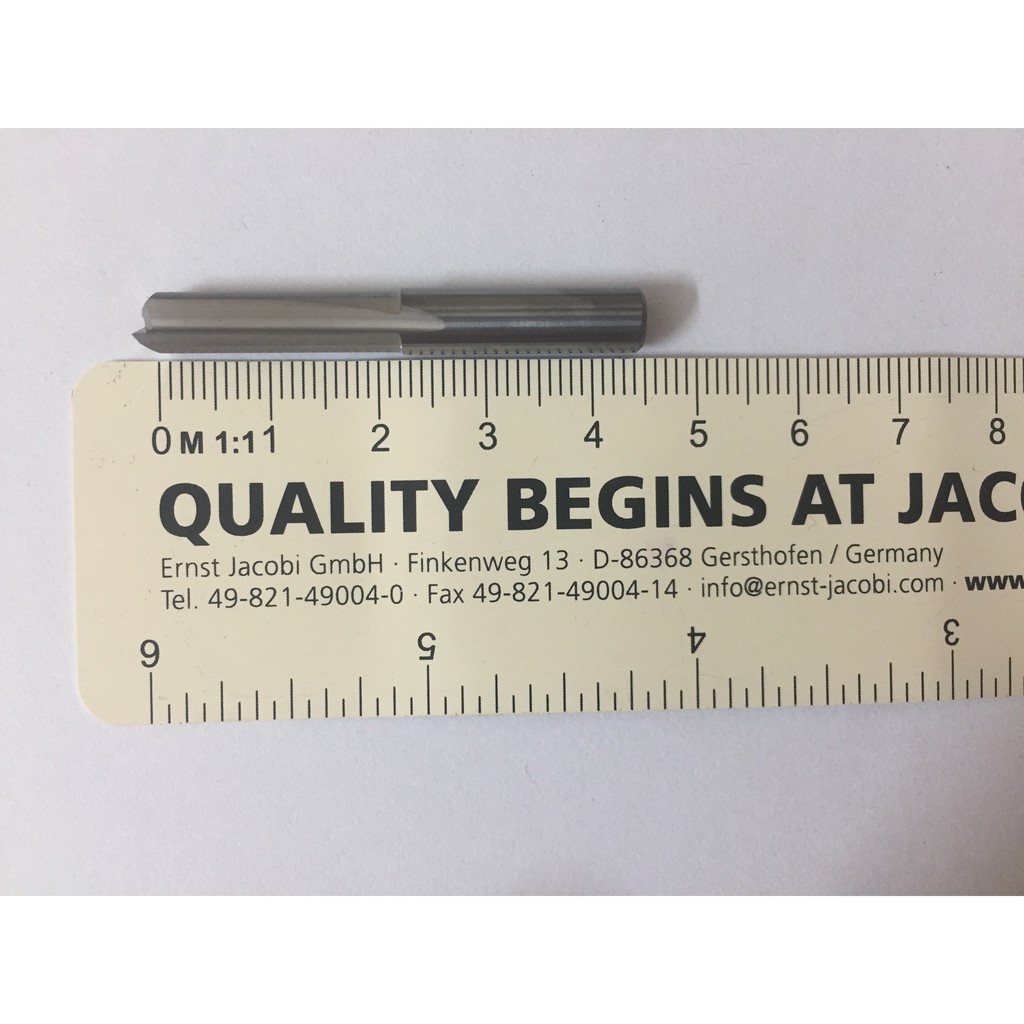 0 M 1:1 1 2 3 4 5 6 7 8
QUALITY BEGINS AT JAC
Ernst Jacobi GmbH · Finkenweg 13 · D-86368 Gersthofen / Germany
Tel. 49-821-49004-0 · Fax 49-821-49004-14 · info@ernst-jacobi.com · www
6 5 4 3